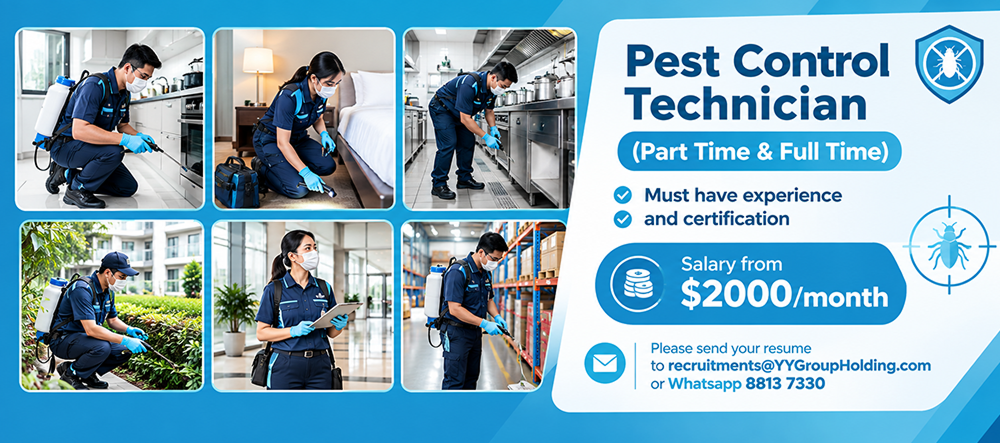 Pest Control
Technician
(Part Time & Full Time)
Must have experience
and certification
Salary from
$2000/month
Please send your resume
to recruitments@YYGroupHolding.com
or Whatsapp 8813 7330